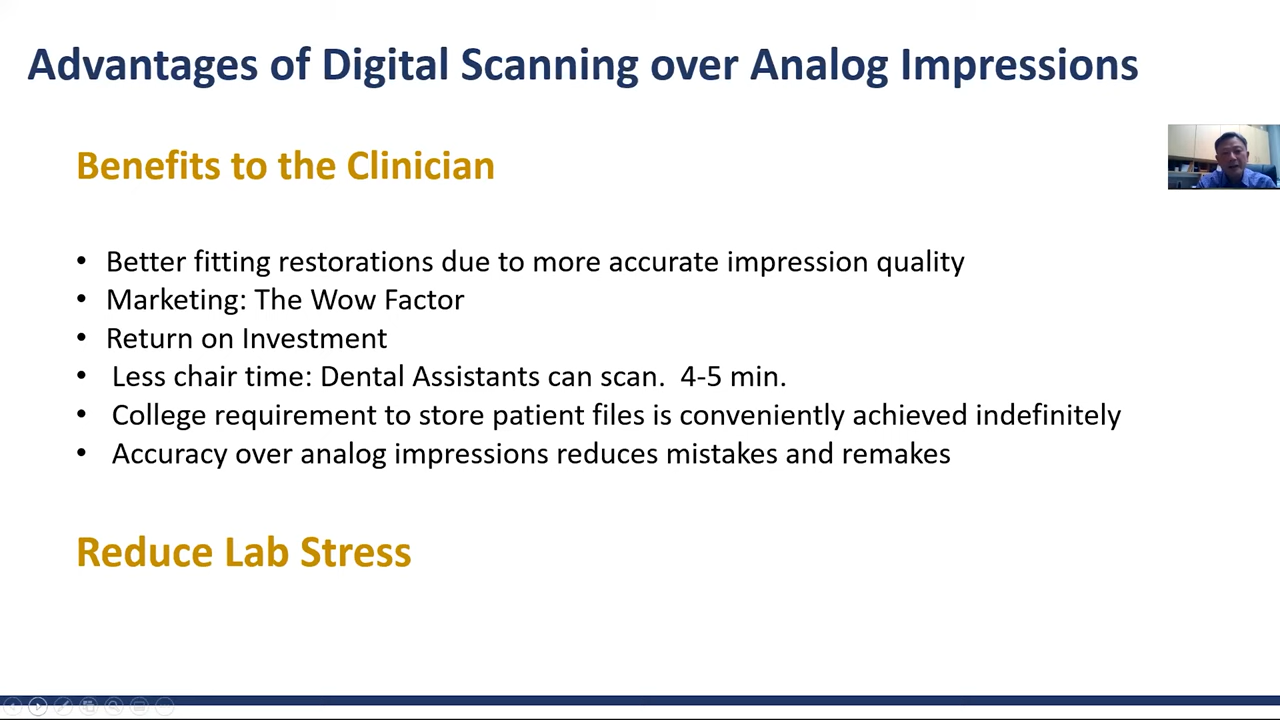 Advantages of Digital Scanning over Analog Impressions
Benefits to the Clinician
• Better fitting restorations due to more accurate impression quality
• Marketing: The Wow Factor
• Return on Investment
• Less chair time: Dental Assistants can scan.  4-5 min.
• College requirement to store patient files is conveniently achieved indefinitely
• Accuracy over analog impressions reduces mistakes and remakes
Reduce Lab Stress